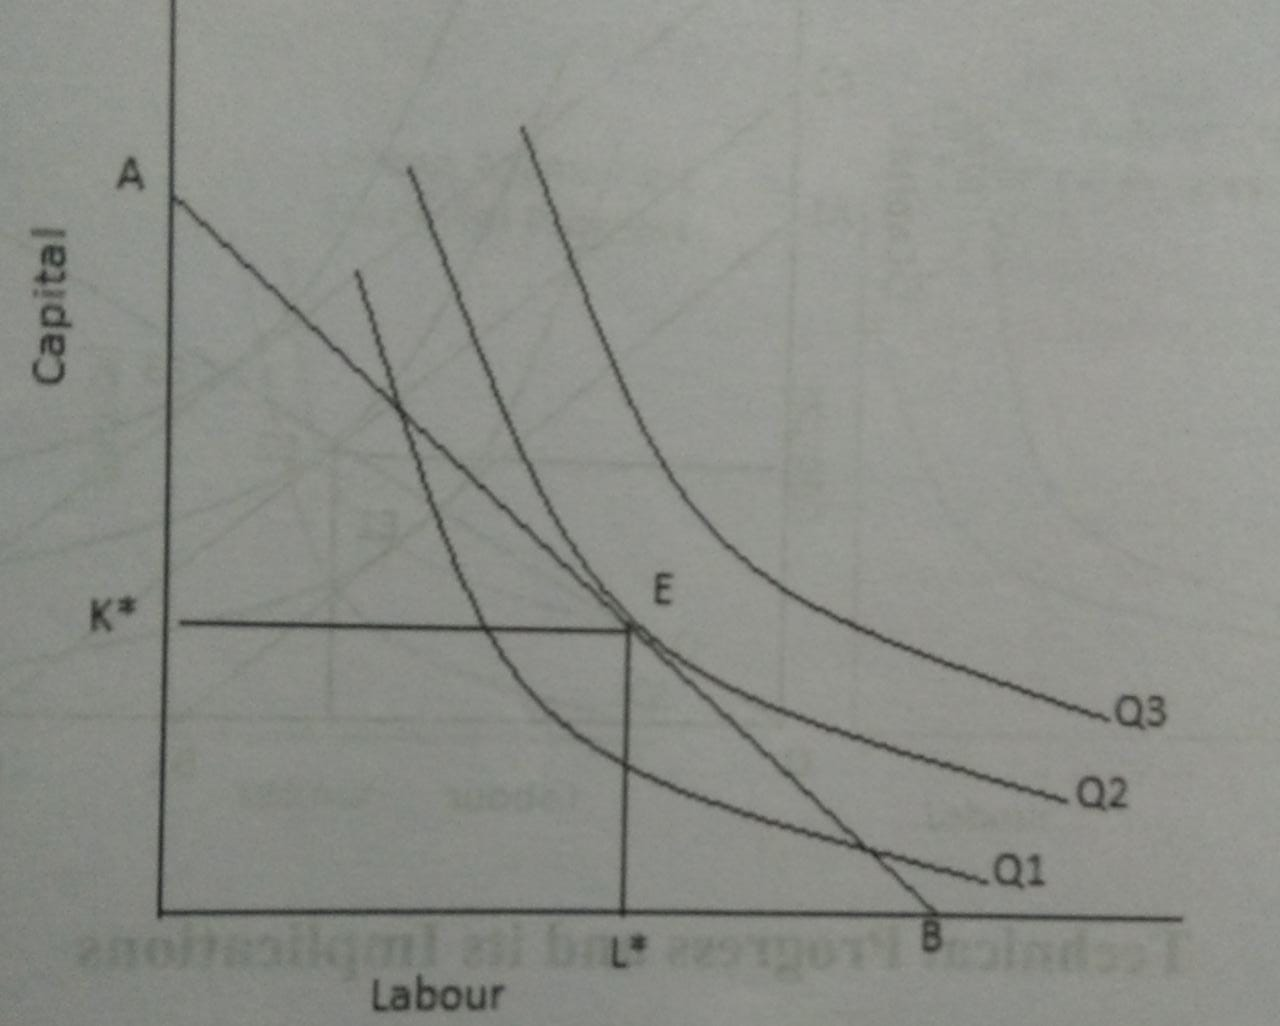 A
Capital
E
K*
Q3
Q2
Q1
L*
B
Technical Progress and its Implications
Labour